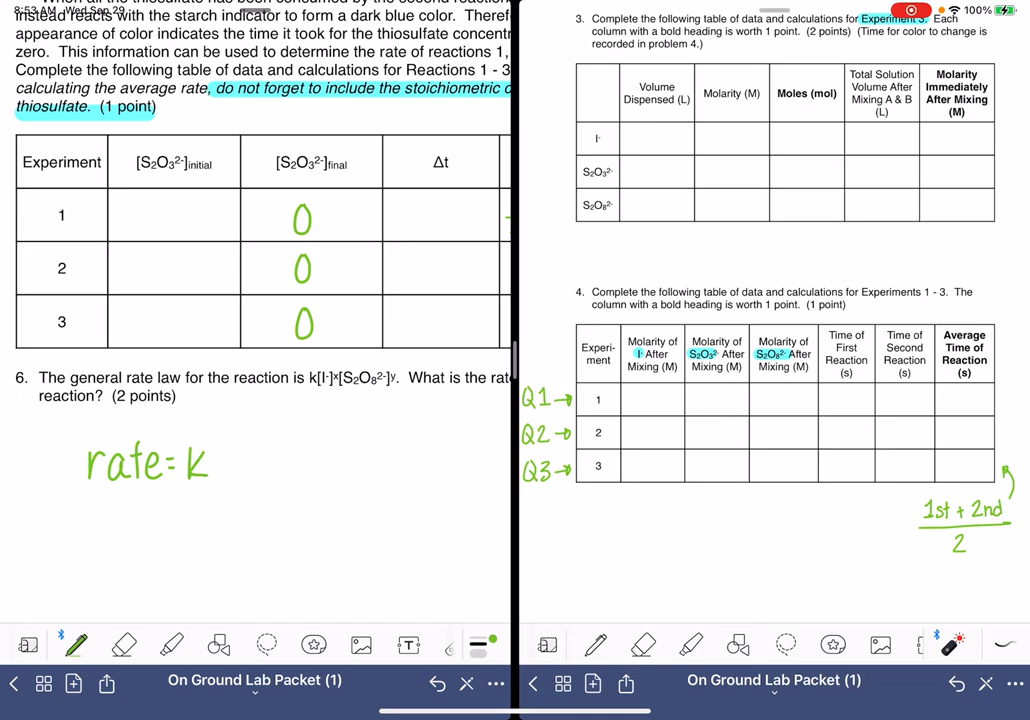 8:53 AM Wed Sep 29
100%
instead reacts with the starch indicator to form a dark blue color. Theref
appearance of color indicates the time it took for the thiosulfate concentr
zero. This information can be used to determine the rate of reactions 1,
Complete the following table of data and calculations for Reactions 1 - 3
calculating the average rate, do not forget to include the stoichiometric c
thiosulfate. (1 point)
Experiment [S₂O₃²⁻]initial [S₂O₃²⁻]final Δt
1 0
2 0
3 0
6. The general rate law for the reaction is k[I⁻]ˣ[S₂O₈²⁻]ʸ. What is the rat
reaction? (2 points)
rate = k
On Ground Lab Packet (1)
3. Complete the following table of data and calculations for Experiment 3. Each
column with a bold heading is worth 1 point. (2 points) (Time for color to change is
recorded in problem 4.)
Volume Dispensed (L) Molarity (M) Moles (mol) Total Solution Volume After Mixing A & B (L) Molarity Immediately After Mixing (M)
I⁻
S₂O₃²⁻
S₂O₈²⁻
4. Complete the following table of data and calculations for Experiments 1 - 3. The
column with a bold heading is worth 1 point. (1 point)
Experi-ment Molarity of I⁻ After Mixing (M) Molarity of S₂O₃²⁻ After Mixing (M) Molarity of S₂O₈²⁻ After Mixing (M) Time of First Reaction (s) Time of Second Reaction (s) Average Time of Reaction (s)
Q1→ 1
Q2→ 2
Q3→ 3
1st + 2nd
2
On Ground Lab Packet (1)